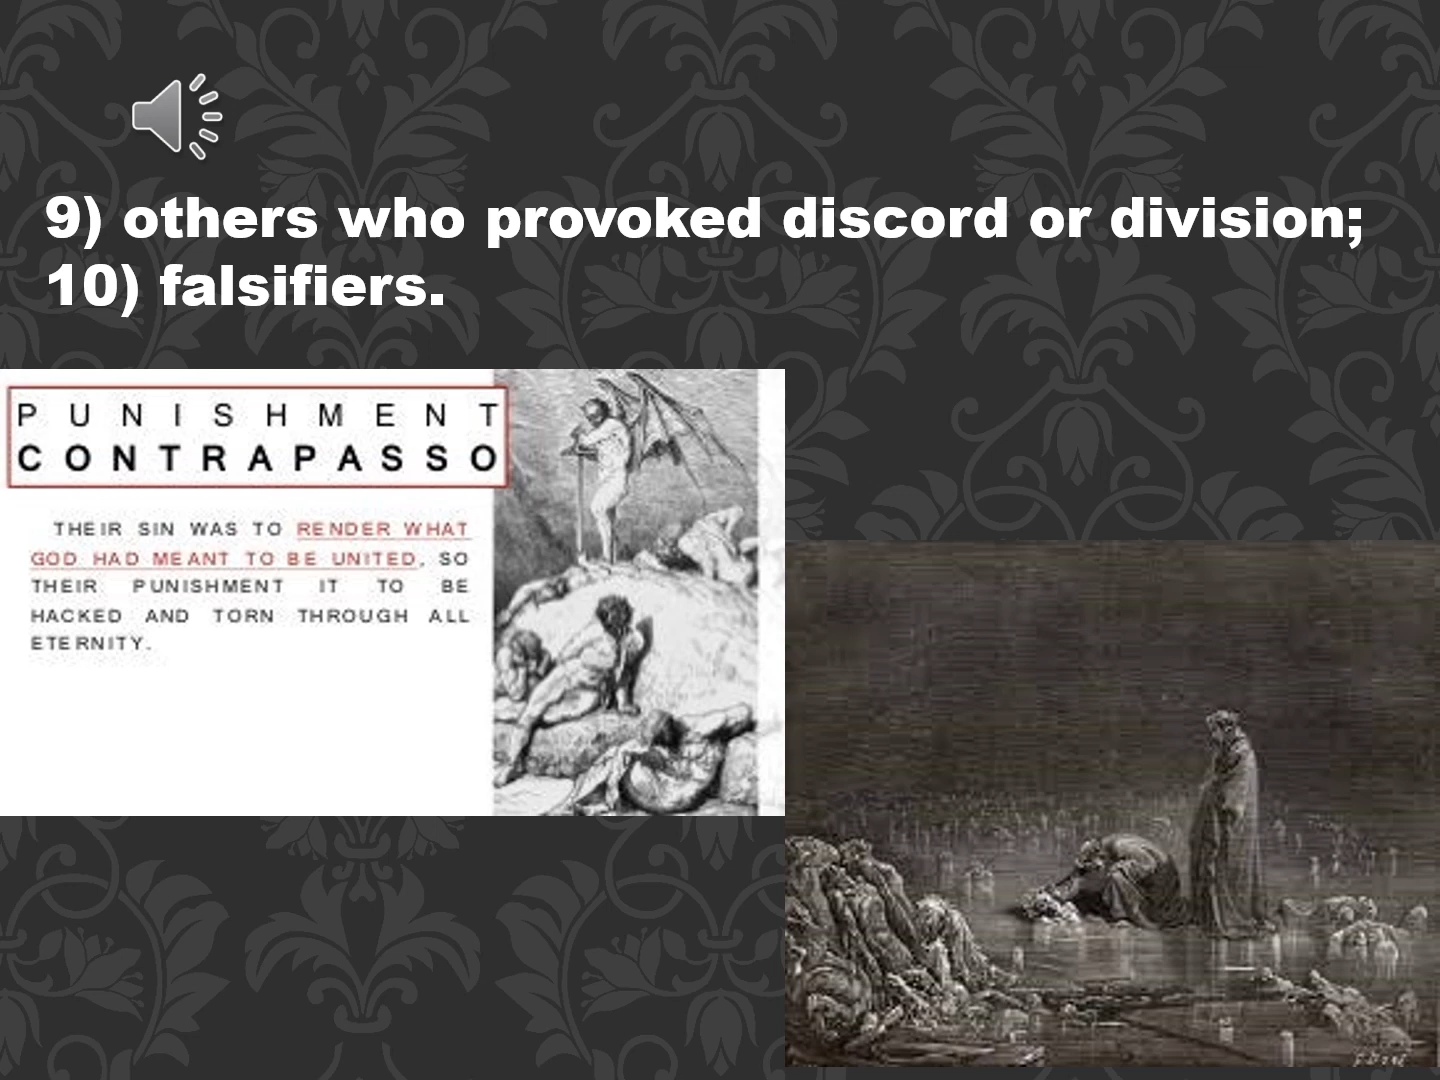 9) others who provoked discord or division;
10) falsifiers.
PUNISHMENT
CONTRAPASSO
THEIR SIN WAS TO RENDER WHAT
GOD HAD MEANT TO BE UNITED, SO
THEIR PUNISHMENT IT TO BE
HACKED AND TORN THROUGH ALL
ETERNITY.